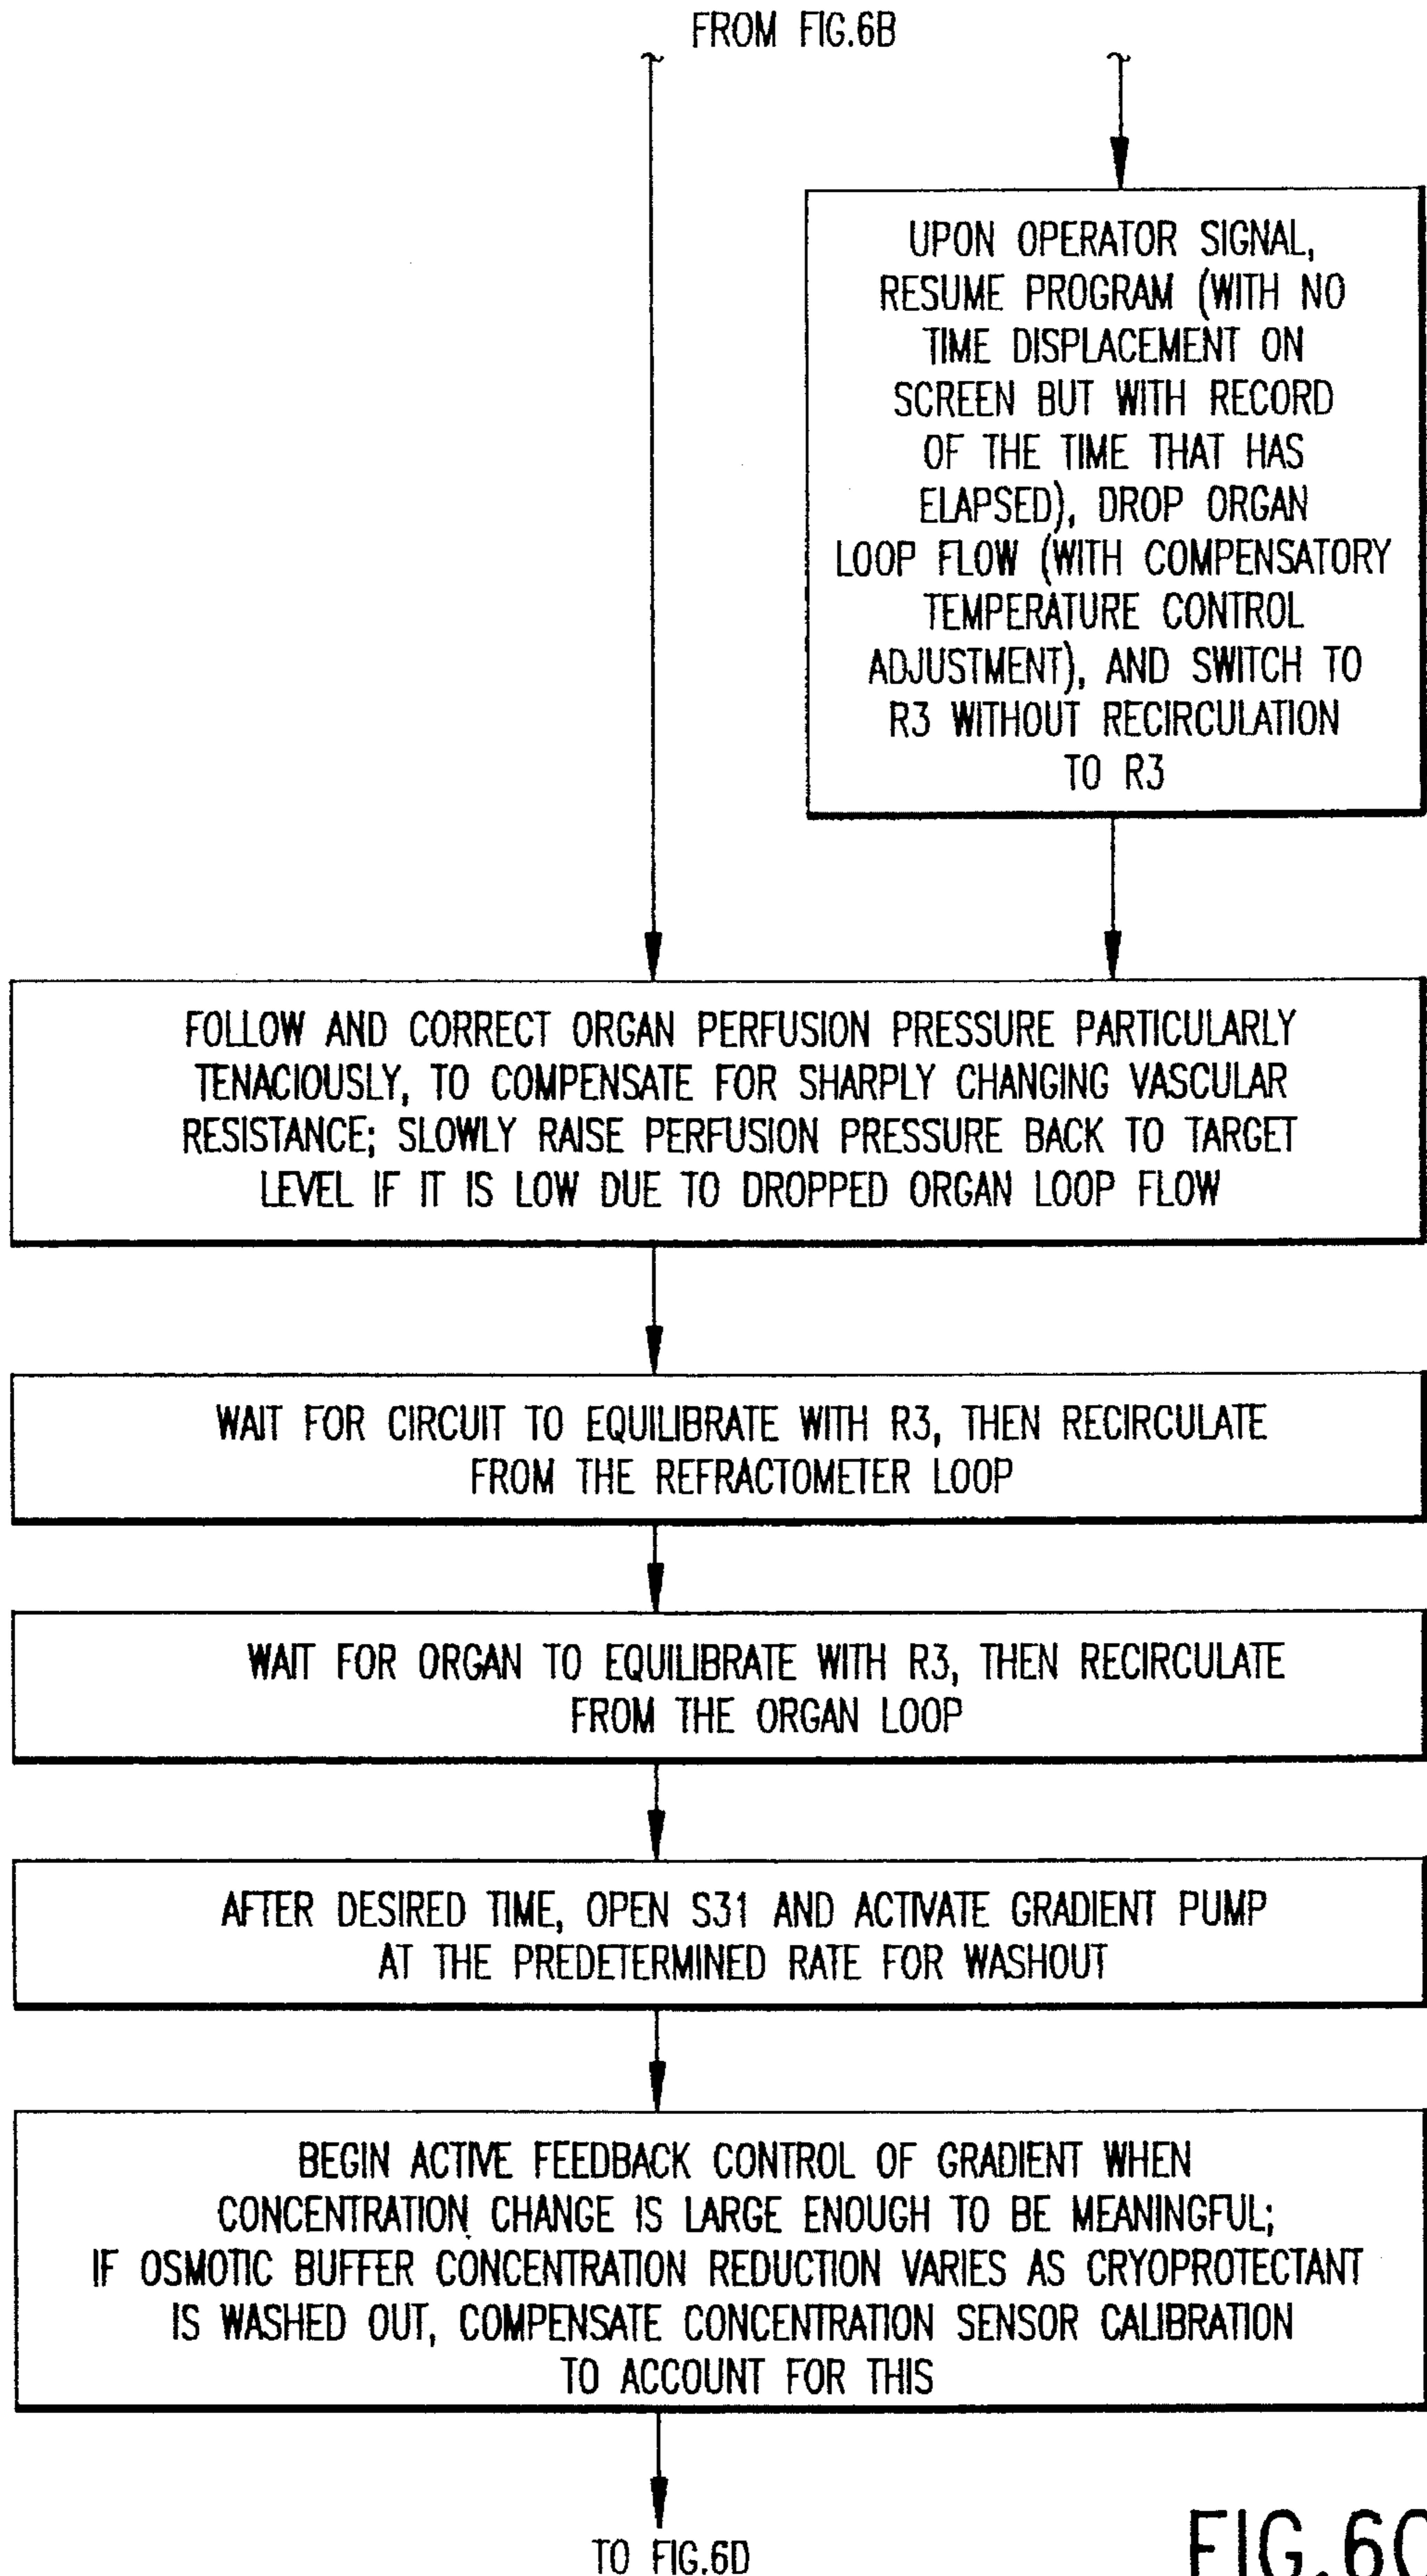 FROM FIG.6B
UPON OPERATOR SIGNAL,
RESUME PROGRAM (WITH NO
TIME DISPLACEMENT ON
SCREEN BUT WITH RECORD
OF THE TIME THAT HAS
ELAPSED), DROP ORGAN
LOOP FLOW (WITH COMPENSATORY
TEMPERATURE CONTROL
ADJUSTMENT), AND SWITCH TO
R3 WITHOUT RECIRCULATION
TO R3
FOLLOW AND CORRECT ORGAN PERFUSION PRESSURE PARTICULARLY
TENACIOUSLY, TO COMPENSATE FOR SHARPLY CHANGING VASCULAR
RESISTANCE; SLOWLY RAISE PERFUSION PRESSURE BACK TO TARGET
LEVEL IF IT IS LOW DUE TO DROPPED ORGAN LOOP FLOW
WAIT FOR CIRCUIT TO EQUILIBRATE WITH R3, THEN RECIRCULATE
FROM THE REFRACTOMETER LOOP
WAIT FOR ORGAN TO EQUILIBRATE WITH R3, THEN RECIRCULATE
FROM THE ORGAN LOOP
AFTER DESIRED TIME, OPEN S31 AND ACTIVATE GRADIENT PUMP
AT THE PREDETERMINED RATE FOR WASHOUT
BEGIN ACTIVE FEEDBACK CONTROL OF GRADIENT WHEN
CONCENTRATION CHANGE IS LARGE ENOUGH TO BE MEANINGFUL;
IF OSMOTIC BUFFER CONCENTRATION REDUCTION VARIES AS CRYOPROTECTANT
IS WASHED OUT, COMPENSATE CONCENTRATION SENSOR CALIBRATION
TO ACCOUNT FOR THIS
TO FIG.6D
FIG.6C